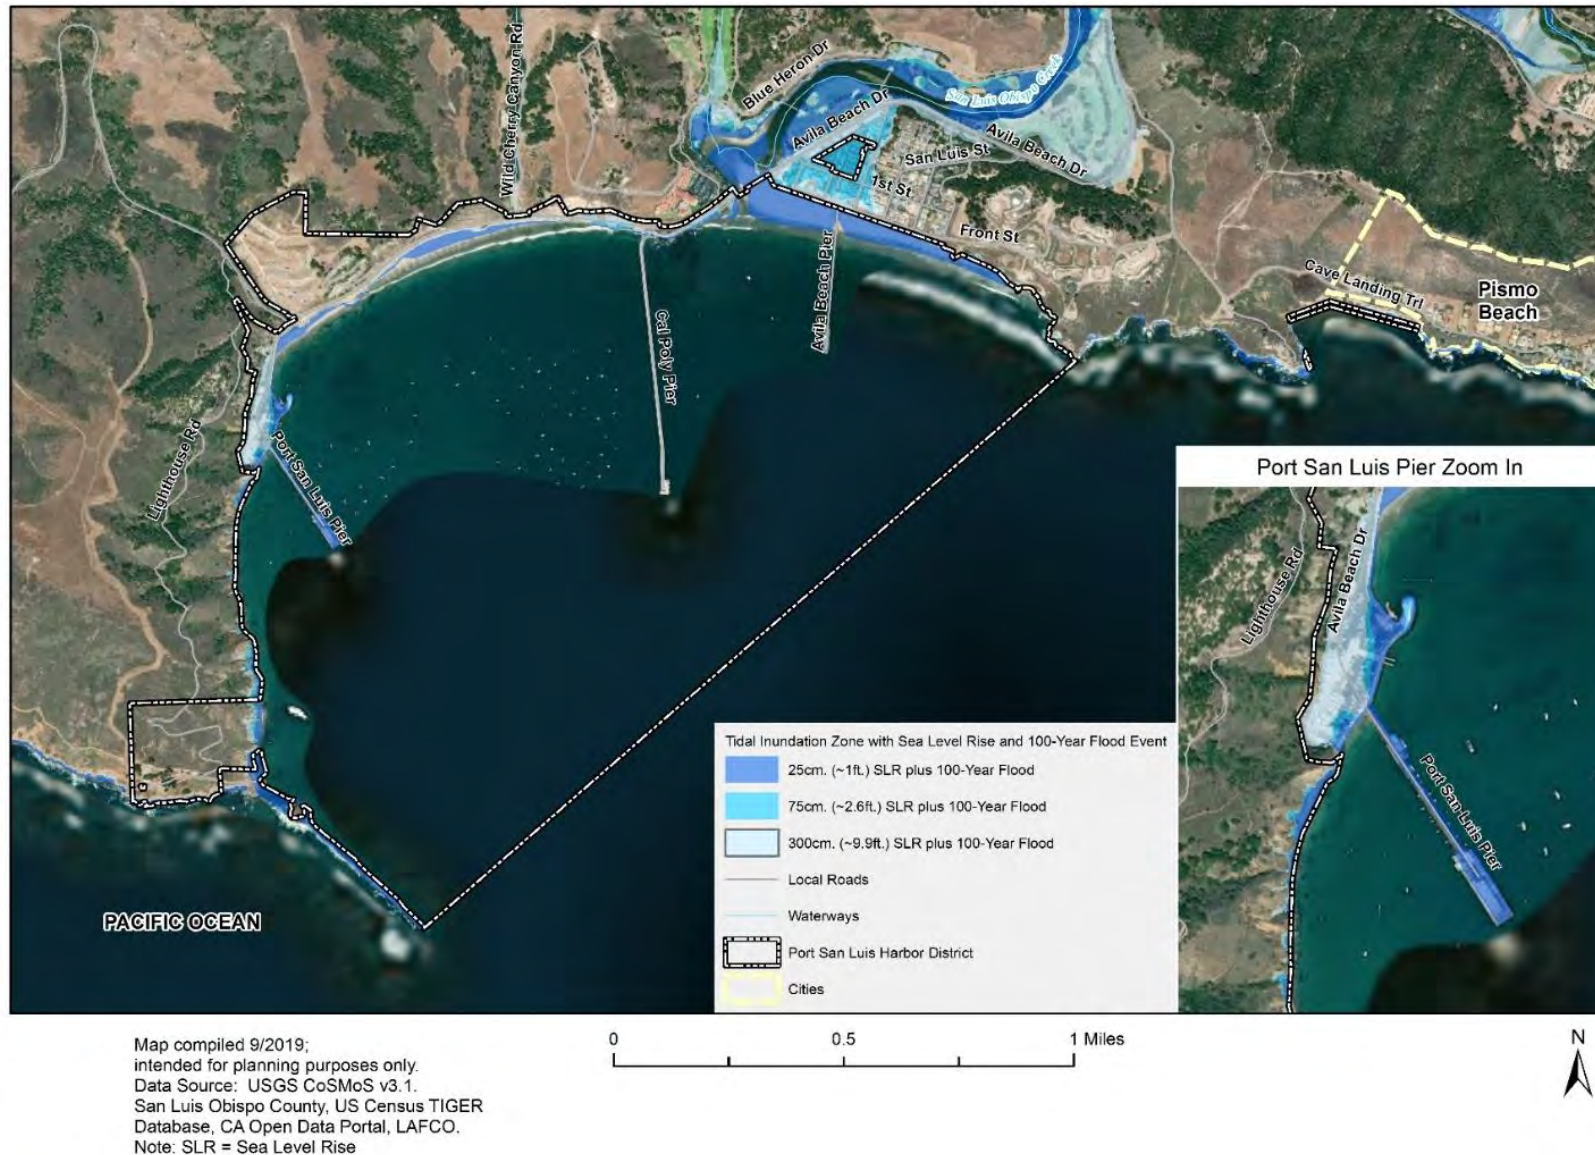 Wild Cherry Canyon Rd
Blue Heron Dr
San Luis Obispo Creek
Avila Beach Dr
Avila Beach Dr
San Luis St
1st St
Front St
Cave Landing Trl
Pismo
Beach
Avila Beach Pier
Cal Poly Pier
Lighthouse Rd
Port San Luis Pier
PACIFIC OCEAN
Port San Luis Pier Zoom In
Lighthouse Rd
Avila Beach Dr
Port San Luis Pier
Tidal Inundation Zone with Sea Level Rise and 100-Year Flood Event
25cm. (~1ft.) SLR plus 100-Year Flood
75cm. (~2.6ft.) SLR plus 100-Year Flood
300cm. (~9.9ft.) SLR plus 100-Year Flood
Local Roads
Waterways
Port San Luis Harbor District
Cities
Map compiled 9/2019;
intended for planning purposes only.
Data Source: USGS CoSMoS v3.1.
San Luis Obispo County, US Census TIGER
Database, CA Open Data Portal, LAFCO.
Note: SLR = Sea Level Rise
0 0.5 1 Miles
N